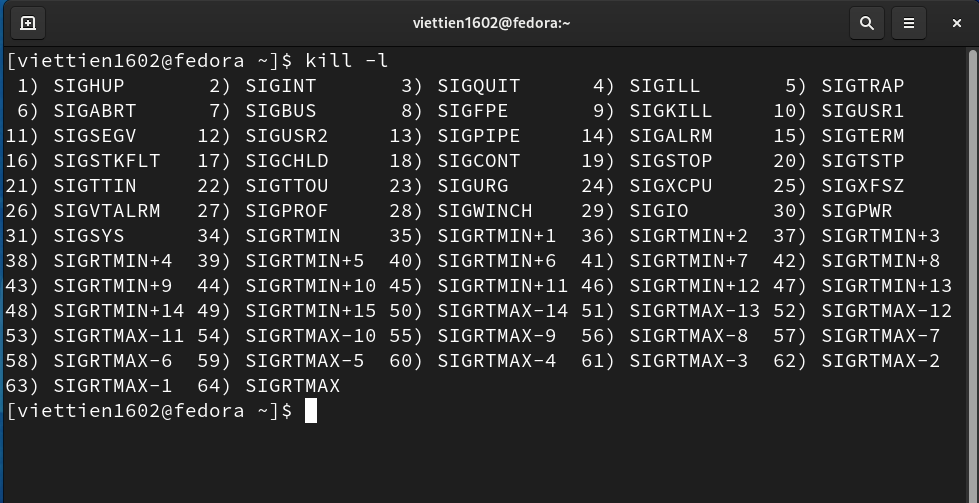 viettien1602@fedora:~
[viettien1602@fedora ~]$ kill -l
 1) SIGHUP       2) SIGINT       3) SIGQUIT      4) SIGILL       5) SIGTRAP
 6) SIGABRT      7) SIGBUS       8) SIGFPE       9) SIGKILL     10) SIGUSR1
11) SIGSEGV     12) SIGUSR2     13) SIGPIPE     14) SIGALRM     15) SIGTERM
16) SIGSTKFLT   17) SIGCHLD     18) SIGCONT     19) SIGSTOP     20) SIGTSTP
21) SIGTTIN     22) SIGTTOU     23) SIGURG      24) SIGXCPU     25) SIGXFSZ
26) SIGVTALRM   27) SIGPROF     28) SIGWINCH    29) SIGIO       30) SIGPWR
31) SIGSYS      34) SIGRTMIN    35) SIGRTMIN+1  36) SIGRTMIN+2  37) SIGRTMIN+3
38) SIGRTMIN+4  39) SIGRTMIN+5  40) SIGRTMIN+6  41) SIGRTMIN+7  42) SIGRTMIN+8
43) SIGRTMIN+9  44) SIGRTMIN+10 45) SIGRTMIN+11 46) SIGRTMIN+12 47) SIGRTMIN+13
48) SIGRTMIN+14 49) SIGRTMIN+15 50) SIGRTMAX-14 51) SIGRTMAX-13 52) SIGRTMAX-12
53) SIGRTMAX-11 54) SIGRTMAX-10 55) SIGRTMAX-9  56) SIGRTMAX-8  57) SIGRTMAX-7
58) SIGRTMAX-6  59) SIGRTMAX-5  60) SIGRTMAX-4  61) SIGRTMAX-3  62) SIGRTMAX-2
63) SIGRTMAX-1  64) SIGRTMAX
[viettien1602@fedora ~]$